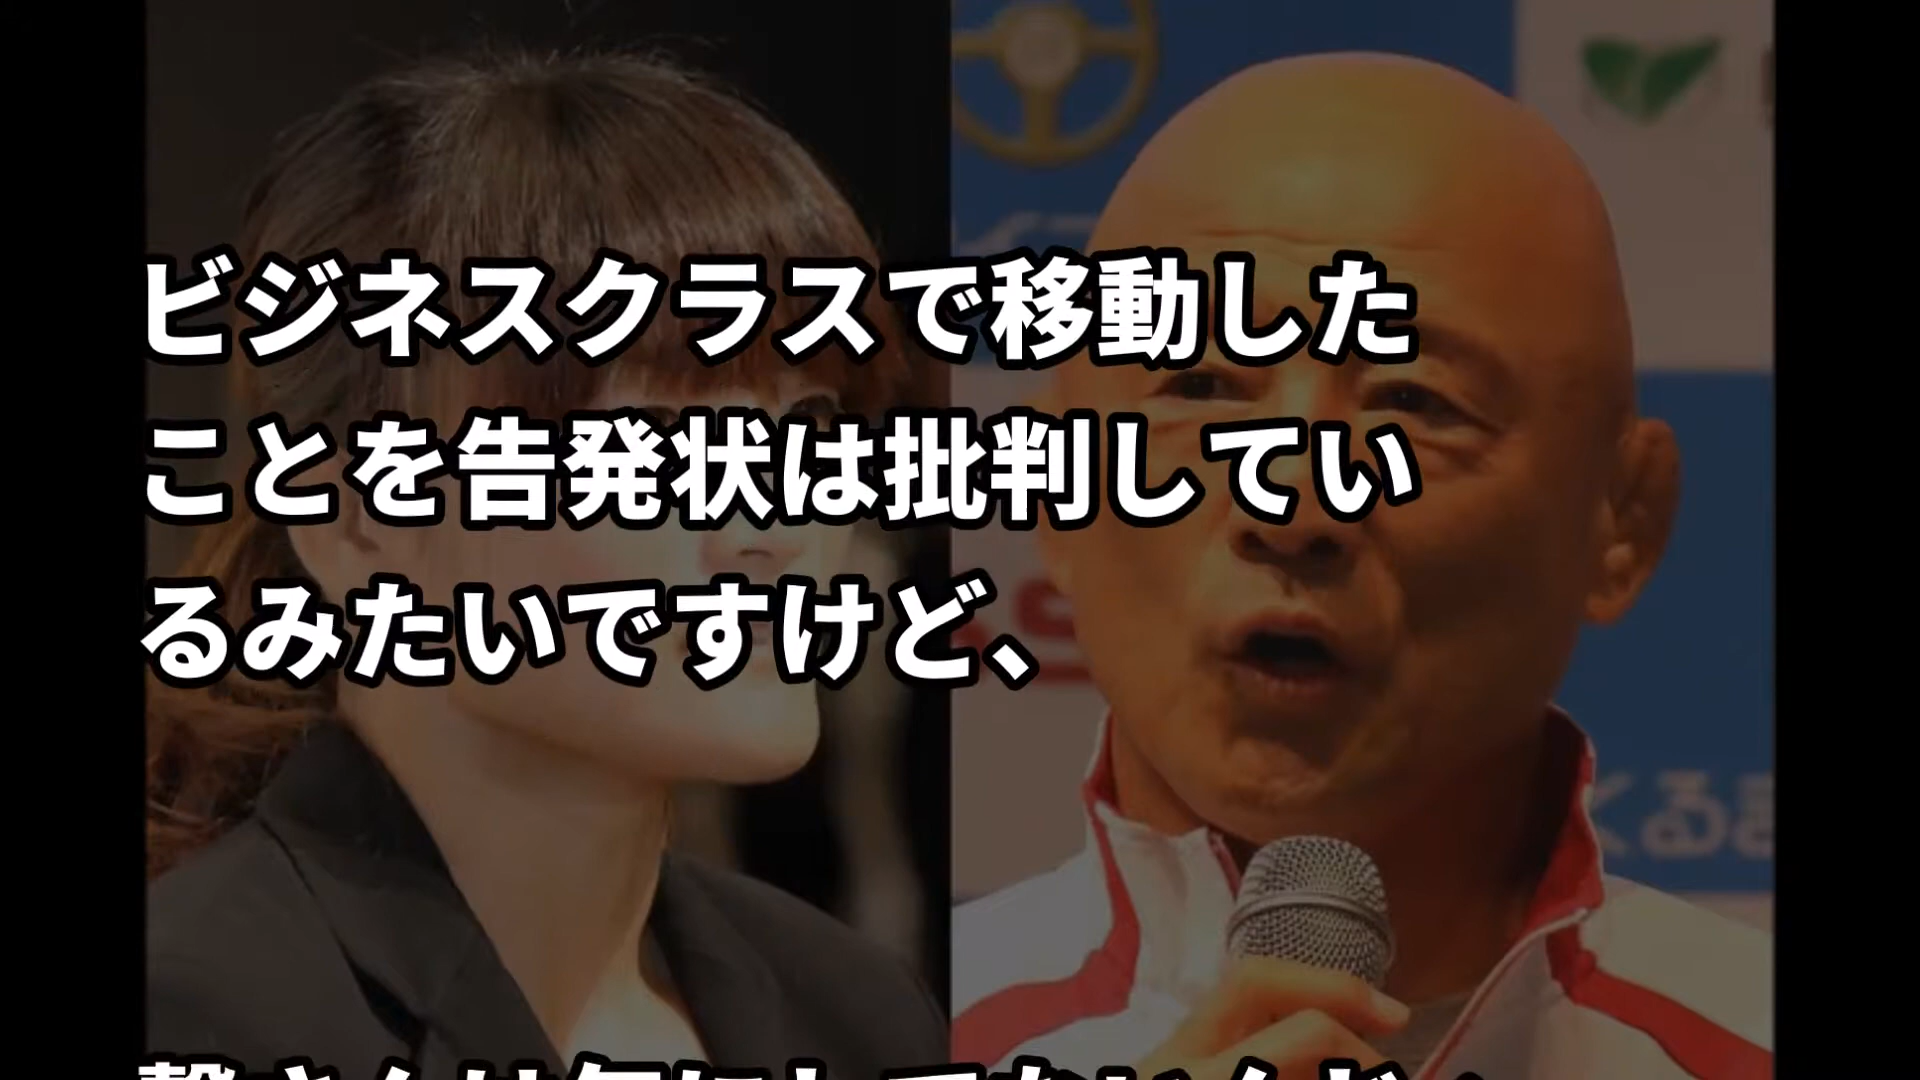 ビジネスクラスで移動した
ことを告発状は批判してい
るみたいですけど、